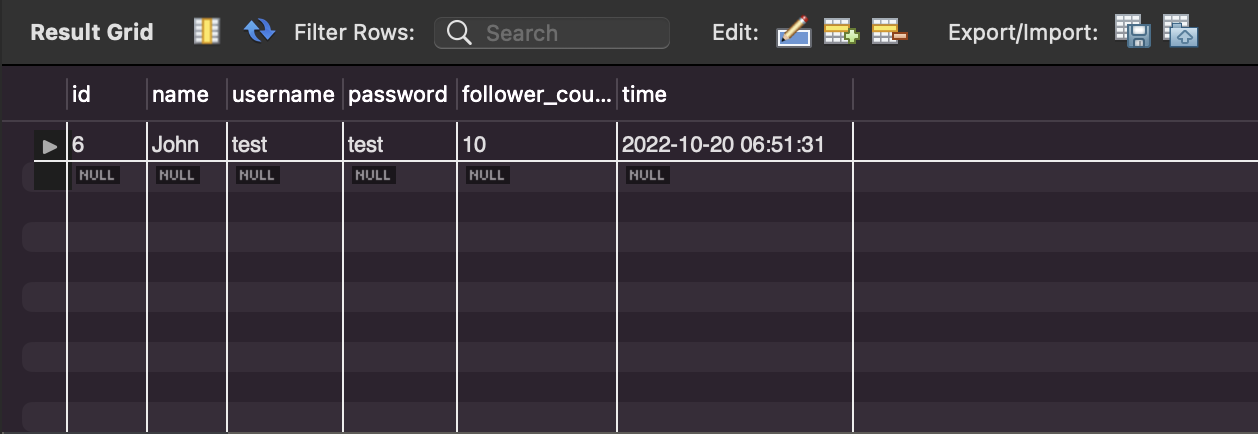 Result Grid Filter Rows: Search Edit: Export/Import:
id name username password follower_cou... time
6 John test test 10 2022-10-20 06:51:31
NULL NULL NULL NULL NULL NULL